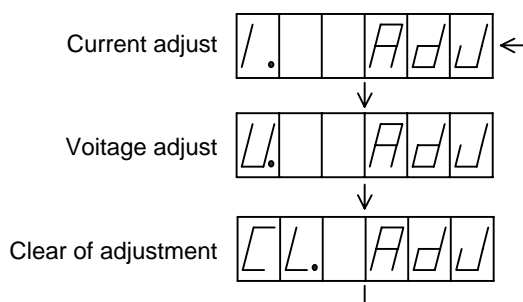 Current adjust I. AdJ
Voitage adjust U. AdJ
Clear of adjustment CL. AdJ